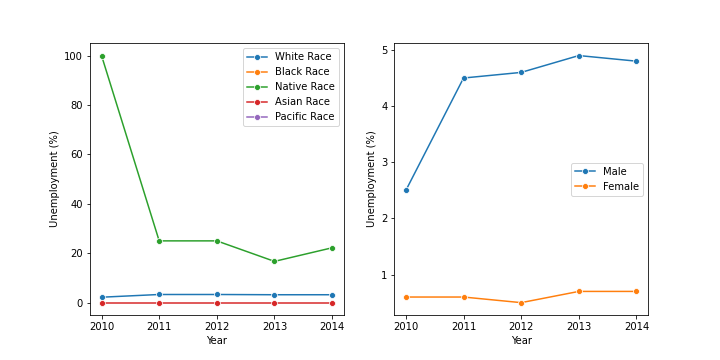 Unemployment (%)
100
80
60
40
20
0
2010 2011 2012 2013 2014
Year
White Race
Black Race
Native Race
Asian Race
Pacific Race
Unemployment (%)
5
4
3
2
1
2010 2011 2012 2013 2014
Year
Male
Female